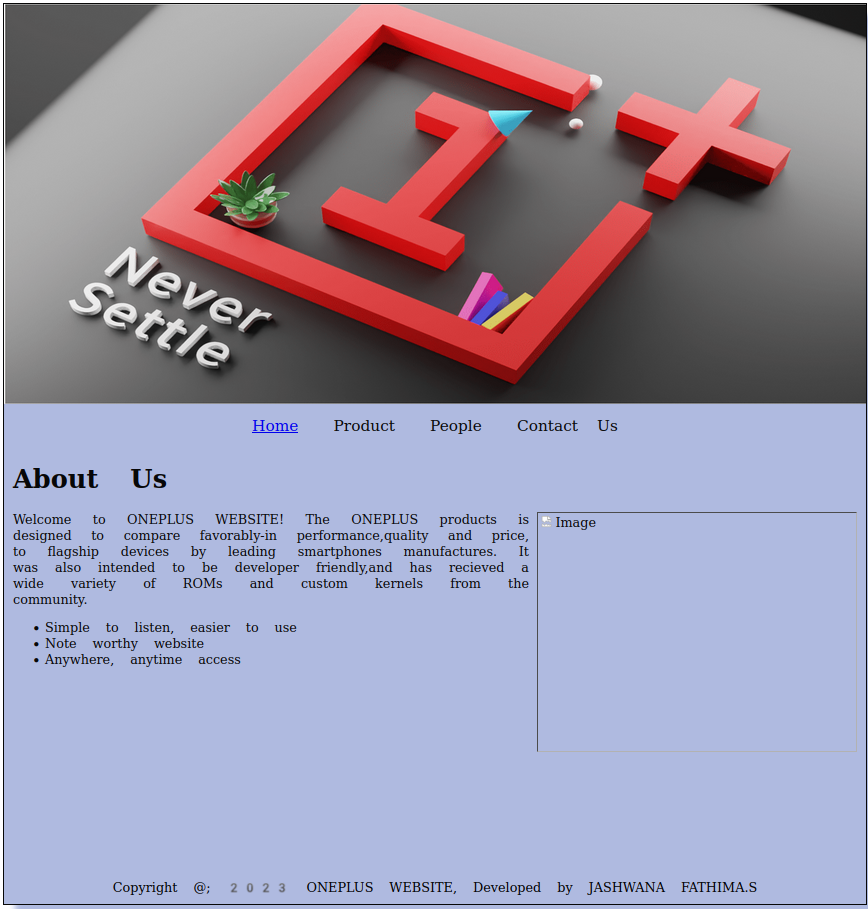 Never
Settle
Home Product People Contact Us
About Us
Welcome to ONEPLUS WEBSITE! The ONEPLUS products is
designed to compare favorably-in performance,quality and price,
to flagship devices by leading smartphones manufactures. It
was also intended to be developer friendly,and has recieved a
wide variety of ROMs and custom kernels from the
community.
Image
• Simple to listen, easier to use
• Note worthy website
• Anywhere, anytime access
Copyright @; 2023 ONEPLUS WEBSITE, Developed by JASHWANA FATHIMA.S